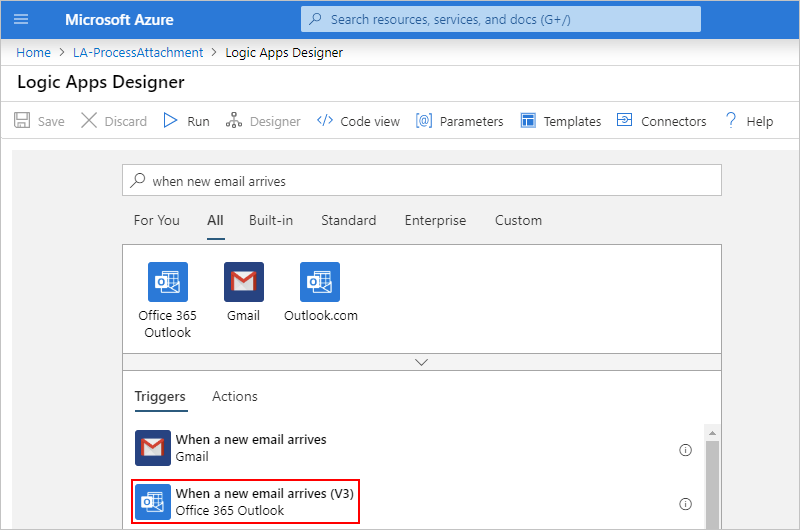 Microsoft Azure
Search resources, services, and docs (G+/)
Home > LA-ProcessAttachment > Logic Apps Designer
Logic Apps Designer
Save Discard Run Designer Code view Parameters Templates Connectors Help
when new email arrives
For You All Built-in Standard Enterprise Custom
Office 365 Outlook
Gmail
Outlook.com
Triggers Actions
When a new email arrives
Gmail
When a new email arrives (V3)
Office 365 Outlook